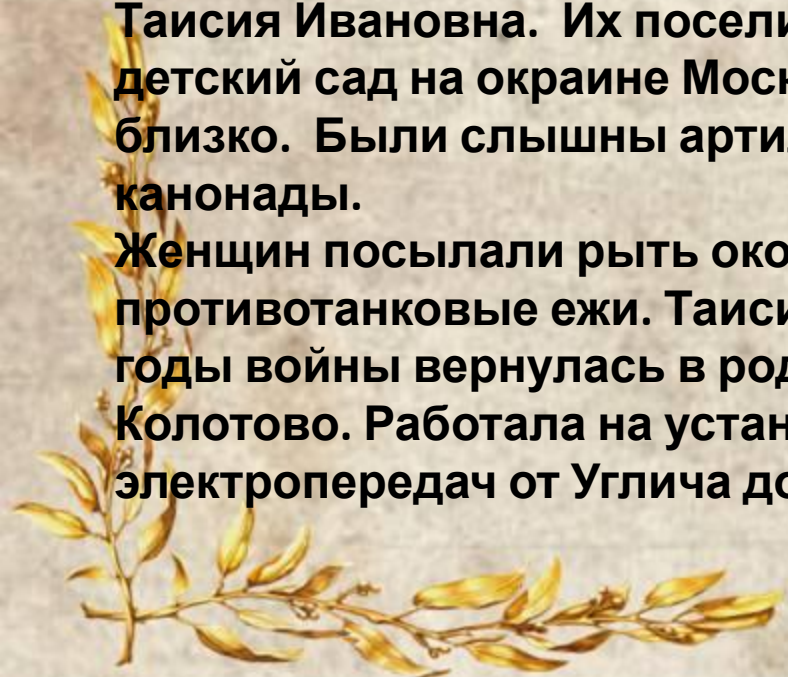 Таисия Ивановна. Их посели
детский сад на окраине Моск
близко. Были слышны арти
канонады.
Женщин посылали рыть око
противотанковые ежи. Таиси
годы войны вернулась в род
Колотово. Работала на устан
электропередач от Углича до